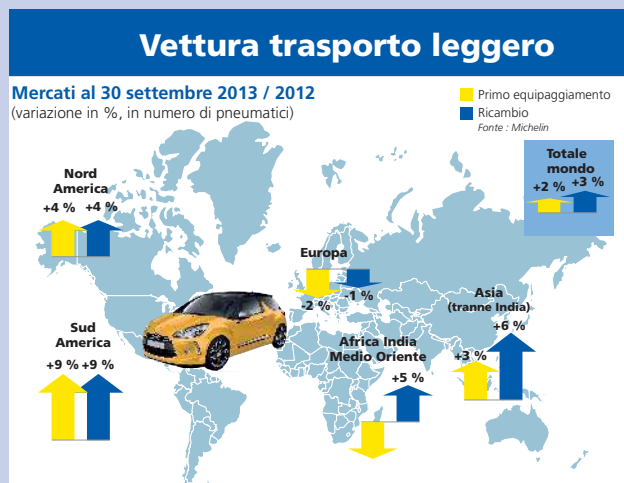 Vettura trasporto leggero
Mercati al 30 settembre 2013 / 2012
(variazione in %, in numero di pneumatici)
Primo equipaggiamento
Ricambio
Fonte : Michelin
Totale
mondo
+2 % +3 %
Nord
America
+4 % +4 %
Europa
-2 % -1 %
Asia
(tranne India)
+6 %
+3 %
Sud
America
+9 % +9 %
Africa India
Medio Oriente
+5 %